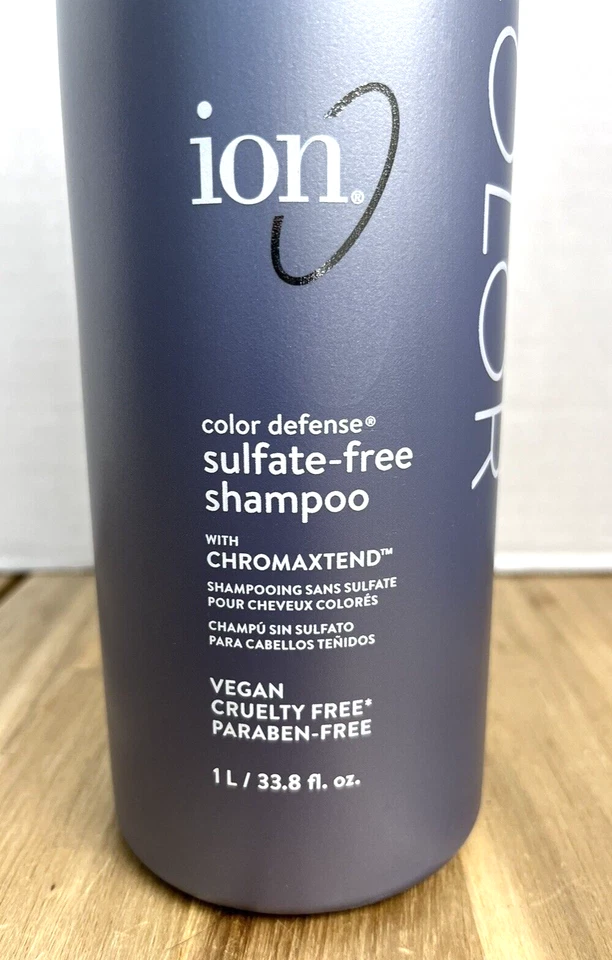 ion®
OLOR
color defense®
sulfate-free
shampoo
WITH
CHROMAXTEND™
SHAMPOOING SANS SULFATE
POUR CHEVEUX COLORÉS
CHAMPÚ SIN SULFATO
PARA CABELLOS TEÑIDOS
VEGAN
CRUELTY FREE*
PARABEN-FREE
1 L / 33.8 fl. oz.